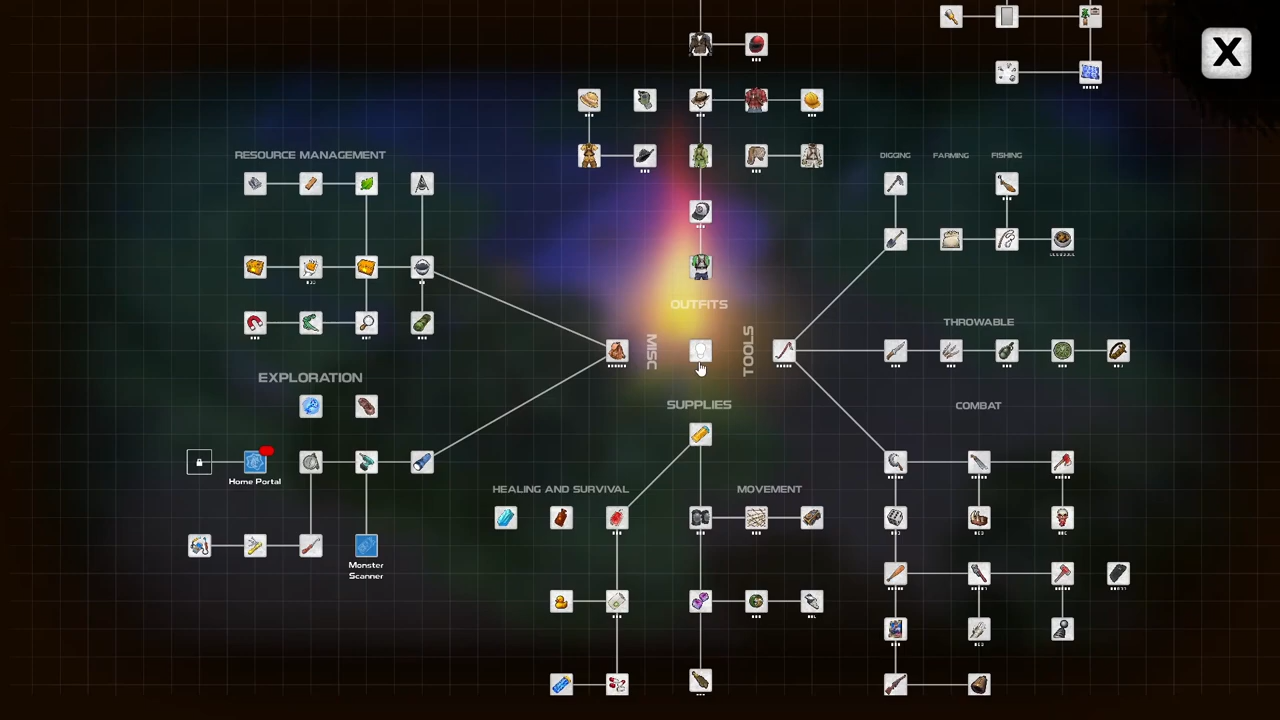 X
RESOURCE MANAGEMENT
DIGGING
FARMING
FISHING
OUTFITS
THROWABLE
MISC
TOOLS
EXPLORATION
SUPPLIES
COMBAT
Home Portal
HEALING AND SURVIVAL
MOVEMENT
Monster
Scanner